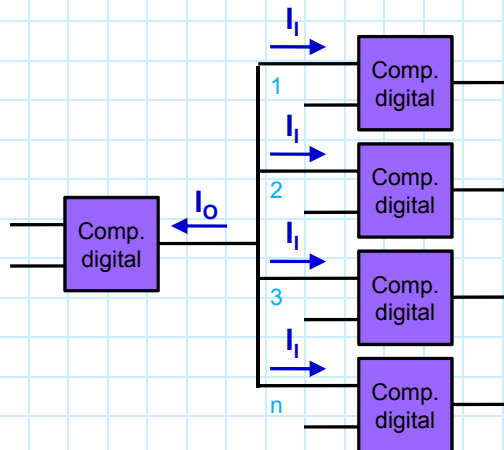 I_I
Comp.
digital
1
I_I
Comp.
digital
2
I_O
Comp.
digital
I_I
Comp.
digital
3
I_I
Comp.
digital
n